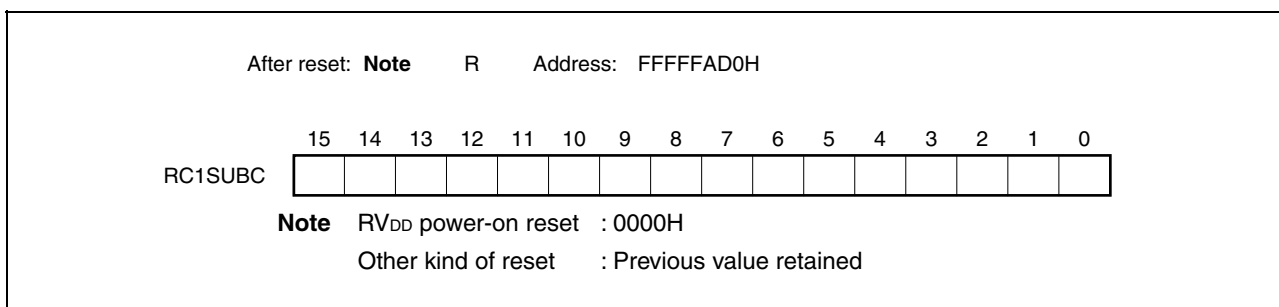 After reset: Note R Address: FFFFFAD0H
15 14 13 12 11 10 9 8 7 6 5 4 3 2 1 0
RC1SUBC
Note RVDD power-on reset : 0000H
Other kind of reset : Previous value retained